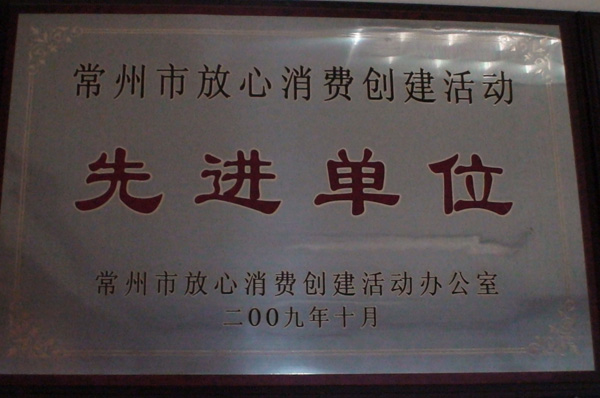 常州市放心消费创建活动
先进单位
常州市放心消费创建活动办公室
二00九年十月